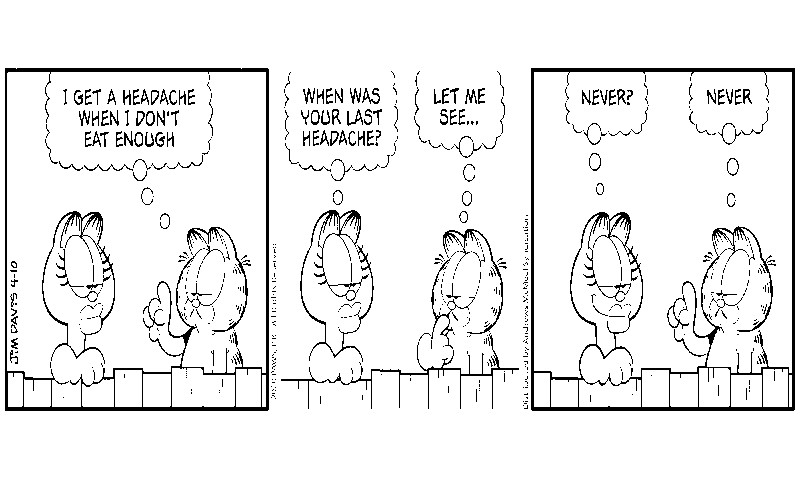 I GET A HEADACHE
WHEN I DON'T
EAT ENOUGH
JIM DAVIS 4-10
WHEN WAS
YOUR LAST
HEADACHE?
LET ME
SEE...
NEVER?
NEVER